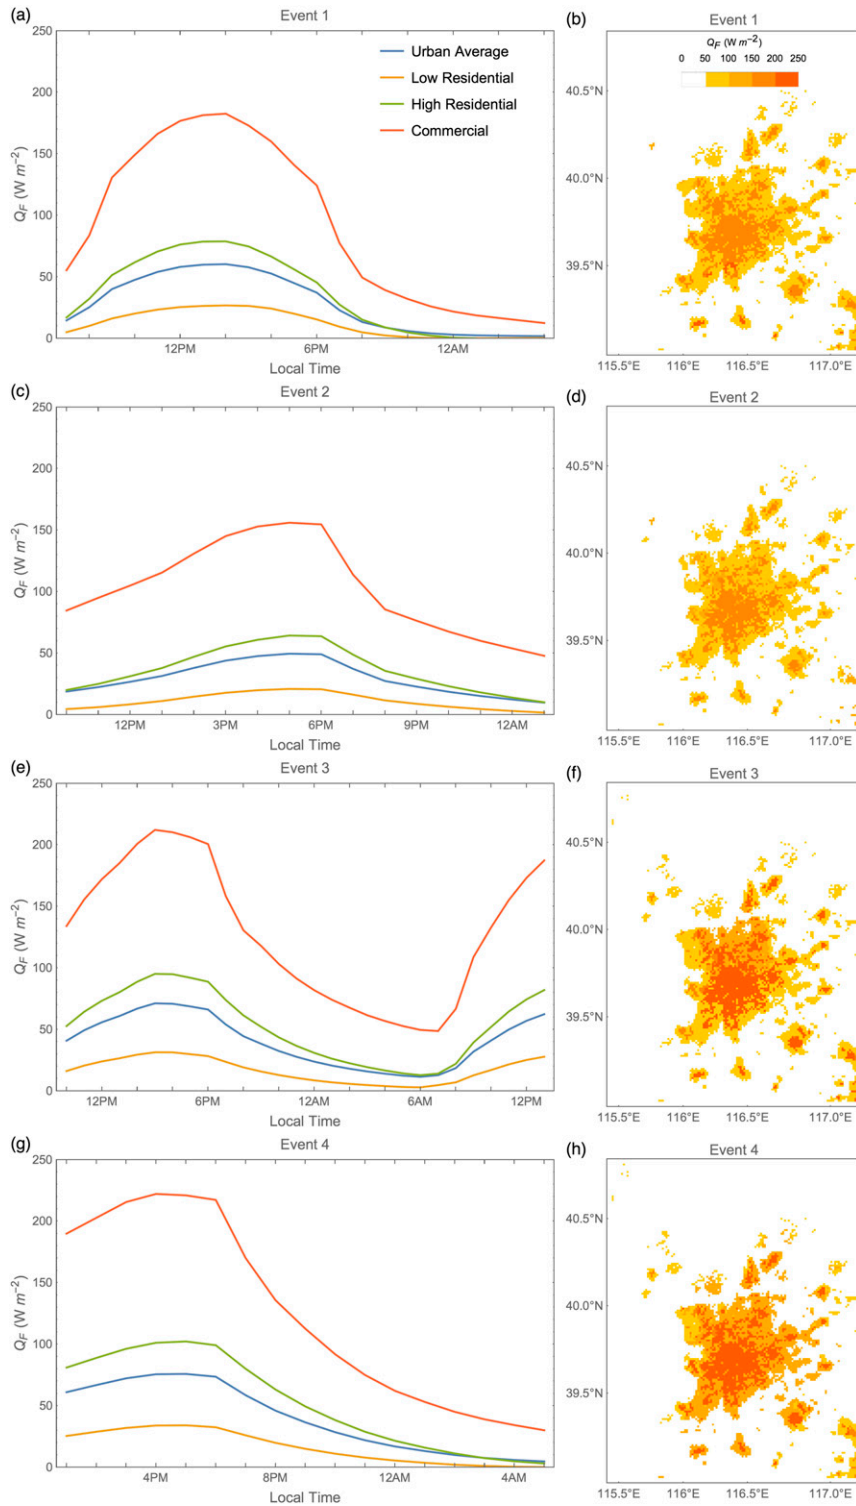 (a) Event 1
250
200
150
100
50
0
Q_F (W m⁻²)
Urban Average
Low Residential
High Residential
Commercial
12PM 6PM 12AM
Local Time
(b) Event 1
Q_F (W m⁻²)
0 50 100 150 200 250
40.5°N
40.0°N
39.5°N
115.5°E 116°E 116.5°E 117.0°E
(c) Event 2
250
200
150
100
50
0
Q_F (W m⁻²)
12PM 3PM 6PM 9PM 12AM
Local Time
(d) Event 2
40.5°N
40.0°N
39.5°N
115.5°E 116°E 116.5°E 117.0°E
(e) Event 3
250
200
150
100
50
0
Q_F (W m⁻²)
12PM 6PM 12AM 6AM 12PM
Local Time
(f) Event 3
40.5°N
40.0°N
39.5°N
115.5°E 116°E 116.5°E 117.0°E
(g) Event 4
250
200
150
100
50
0
Q_F (W m⁻²)
4PM 8PM 12AM 4AM
Local Time
(h) Event 4
40.5°N
40.0°N
39.5°N
115.5°E 116°E 116.5°E 117.0°E